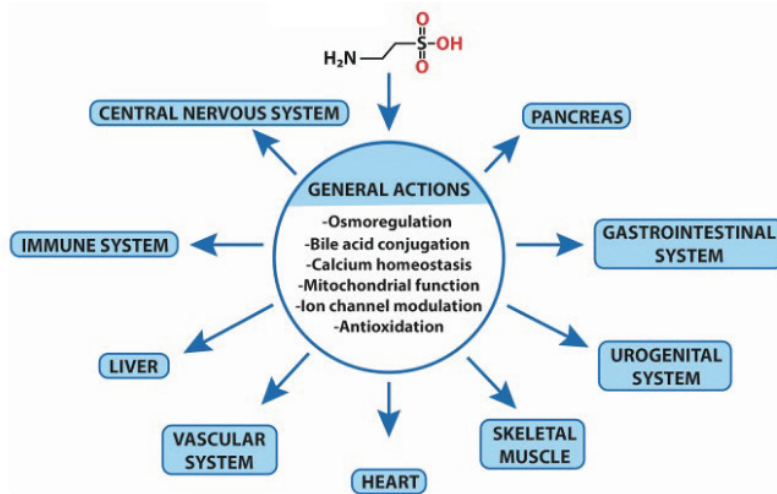 O
H₂N
S
OH
O
CENTRAL NERVOUS SYSTEM
PANCREAS
GENERAL ACTIONS
-Osmoregulation
-Bile acid conjugation
-Calcium homeostasis
-Mitochondrial function
-Ion channel modulation
-Antioxidation
IMMUNE SYSTEM
GASTROINTESTINAL
SYSTEM
LIVER
UROGENITAL
SYSTEM
VASCULAR
SYSTEM
HEART
SKELETAL
MUSCLE